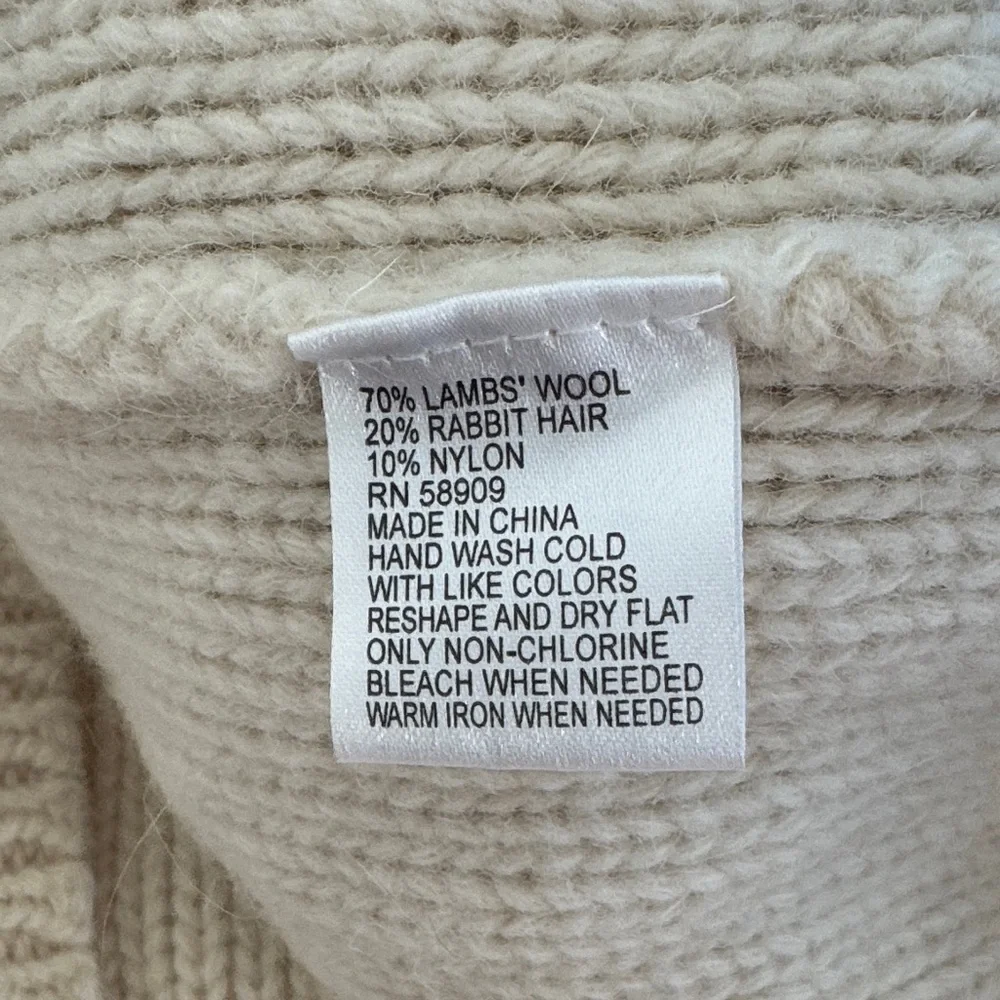 70% LAMBS' WOOL
20% RABBIT HAIR
10% NYLON
RN 58909
MADE IN CHINA
HAND WASH COLD
WITH LIKE COLORS
RESHAPE AND DRY FLAT
ONLY NON-CHLORINE
BLEACH WHEN NEEDED
WARM IRON WHEN NEEDED